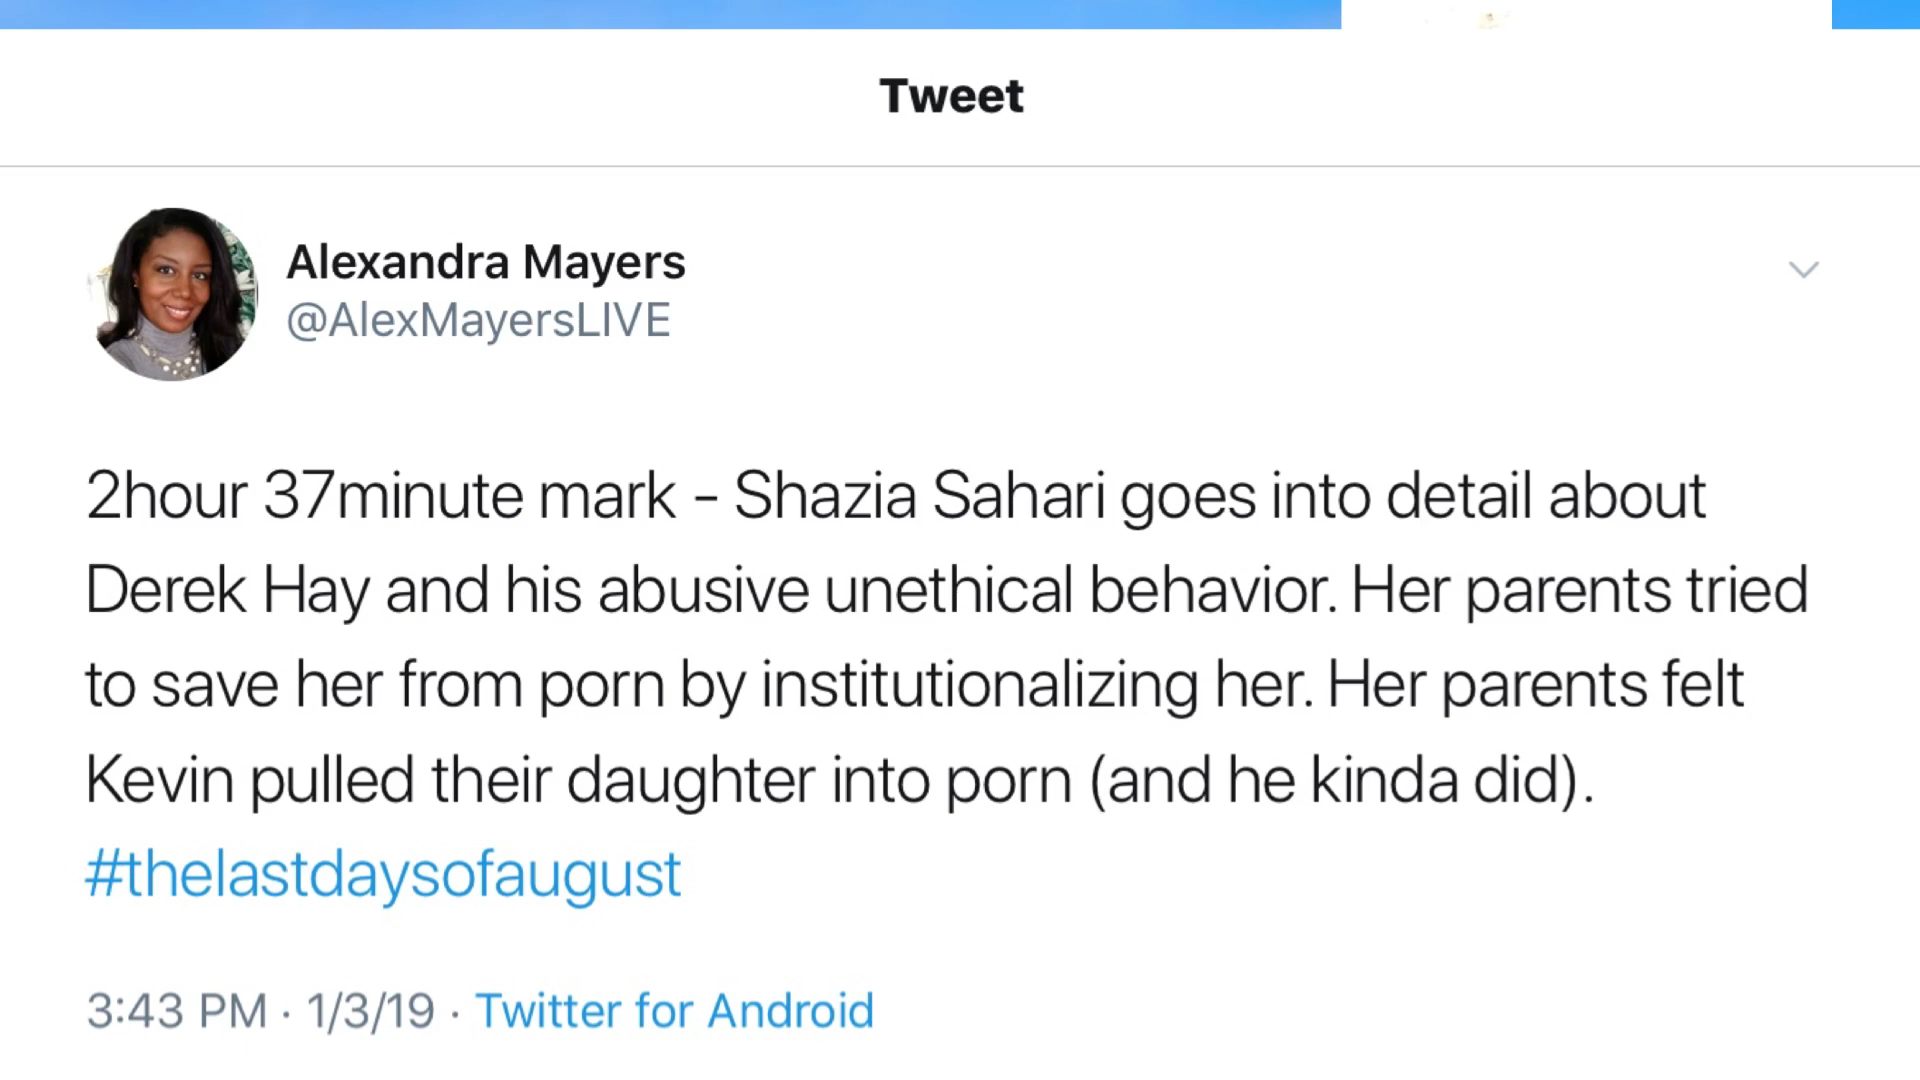 Tweet
Alexandra Mayers
@AlexMayersLIVE
2hour 37minute mark - Shazia Sahari goes into detail about
Derek Hay and his abusive unethical behavior. Her parents tried
to save her from porn by institutionalizing her. Her parents felt
Kevin pulled their daughter into porn (and he kinda did).
#thelastdaysofaugust
3:43 PM · 1/3/19 · Twitter for Android